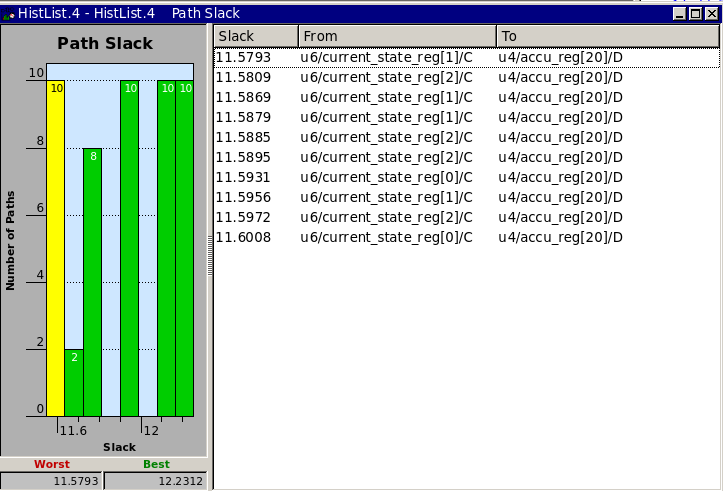 HistList.4 - HistList.4 Path Slack
Path Slack
Number of Paths
10
8
6
4
2
0
10
2
8
10
10
10
11.6
12
Slack
Worst
Best
11.5793
12.2312
Slack From To
11.5793 u6/current_state_reg[1]/C u4/accu_reg[20]/D
11.5809 u6/current_state_reg[2]/C u4/accu_reg[20]/D
11.5869 u6/current_state_reg[1]/C u4/accu_reg[20]/D
11.5879 u6/current_state_reg[1]/C u4/accu_reg[20]/D
11.5885 u6/current_state_reg[2]/C u4/accu_reg[20]/D
11.5895 u6/current_state_reg[2]/C u4/accu_reg[20]/D
11.5931 u6/current_state_reg[0]/C u4/accu_reg[20]/D
11.5956 u6/current_state_reg[1]/C u4/accu_reg[20]/D
11.5972 u6/current_state_reg[2]/C u4/accu_reg[20]/D
11.6008 u6/current_state_reg[0]/C u4/accu_reg[20]/D